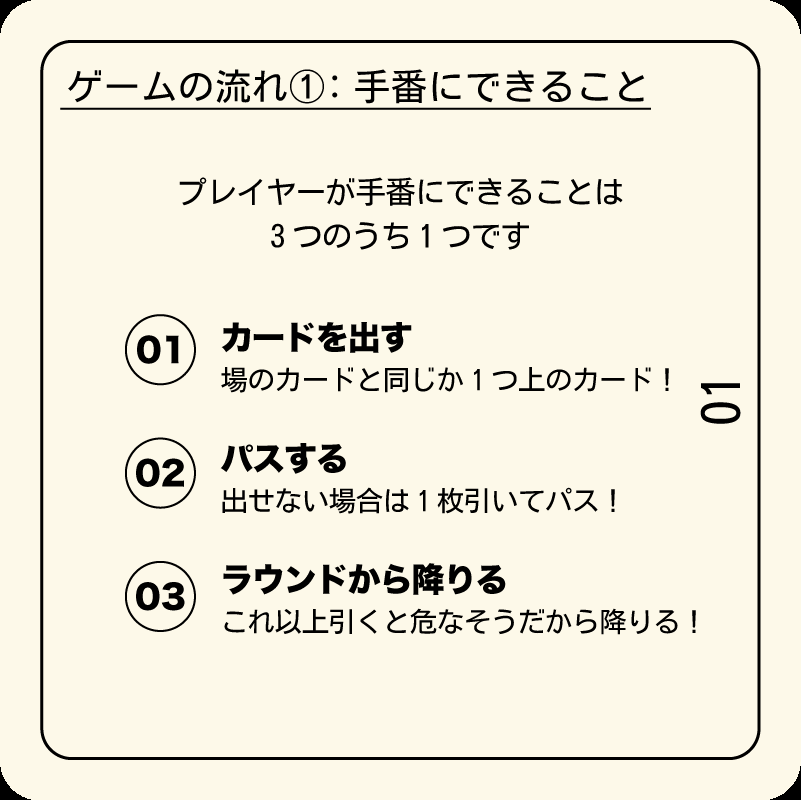 ゲームの流れ①: 手番にできること
プレイヤーが手番にできることは
3つのうち1つです
01
カードを出す
場のカードと同じか1つ上のカード！
02
パスする
出せない場合は1枚引いてパス！
03
ラウンドから降りる
これ以上引くと危なそうだから降りる！
01